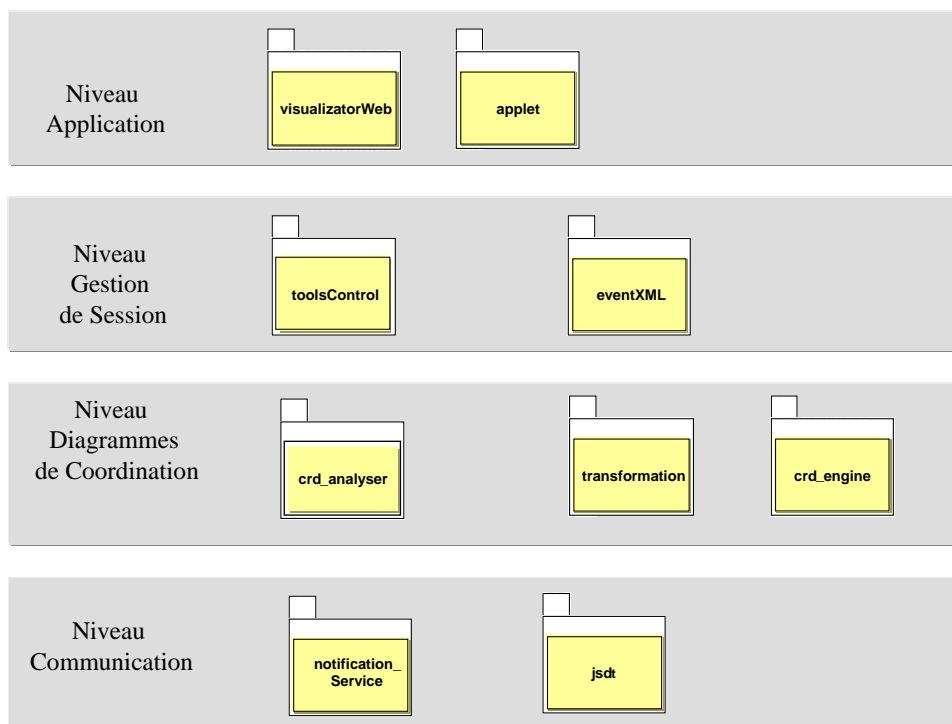 Niveau
Application
visualizatorWeb
applet
Niveau
Gestion
de Session
toolsControl
eventXML
Niveau
Diagrammes
de Coordination
crd_analyser
transformation
crd_engine
Niveau
Communication
notification_
Service
jsdt